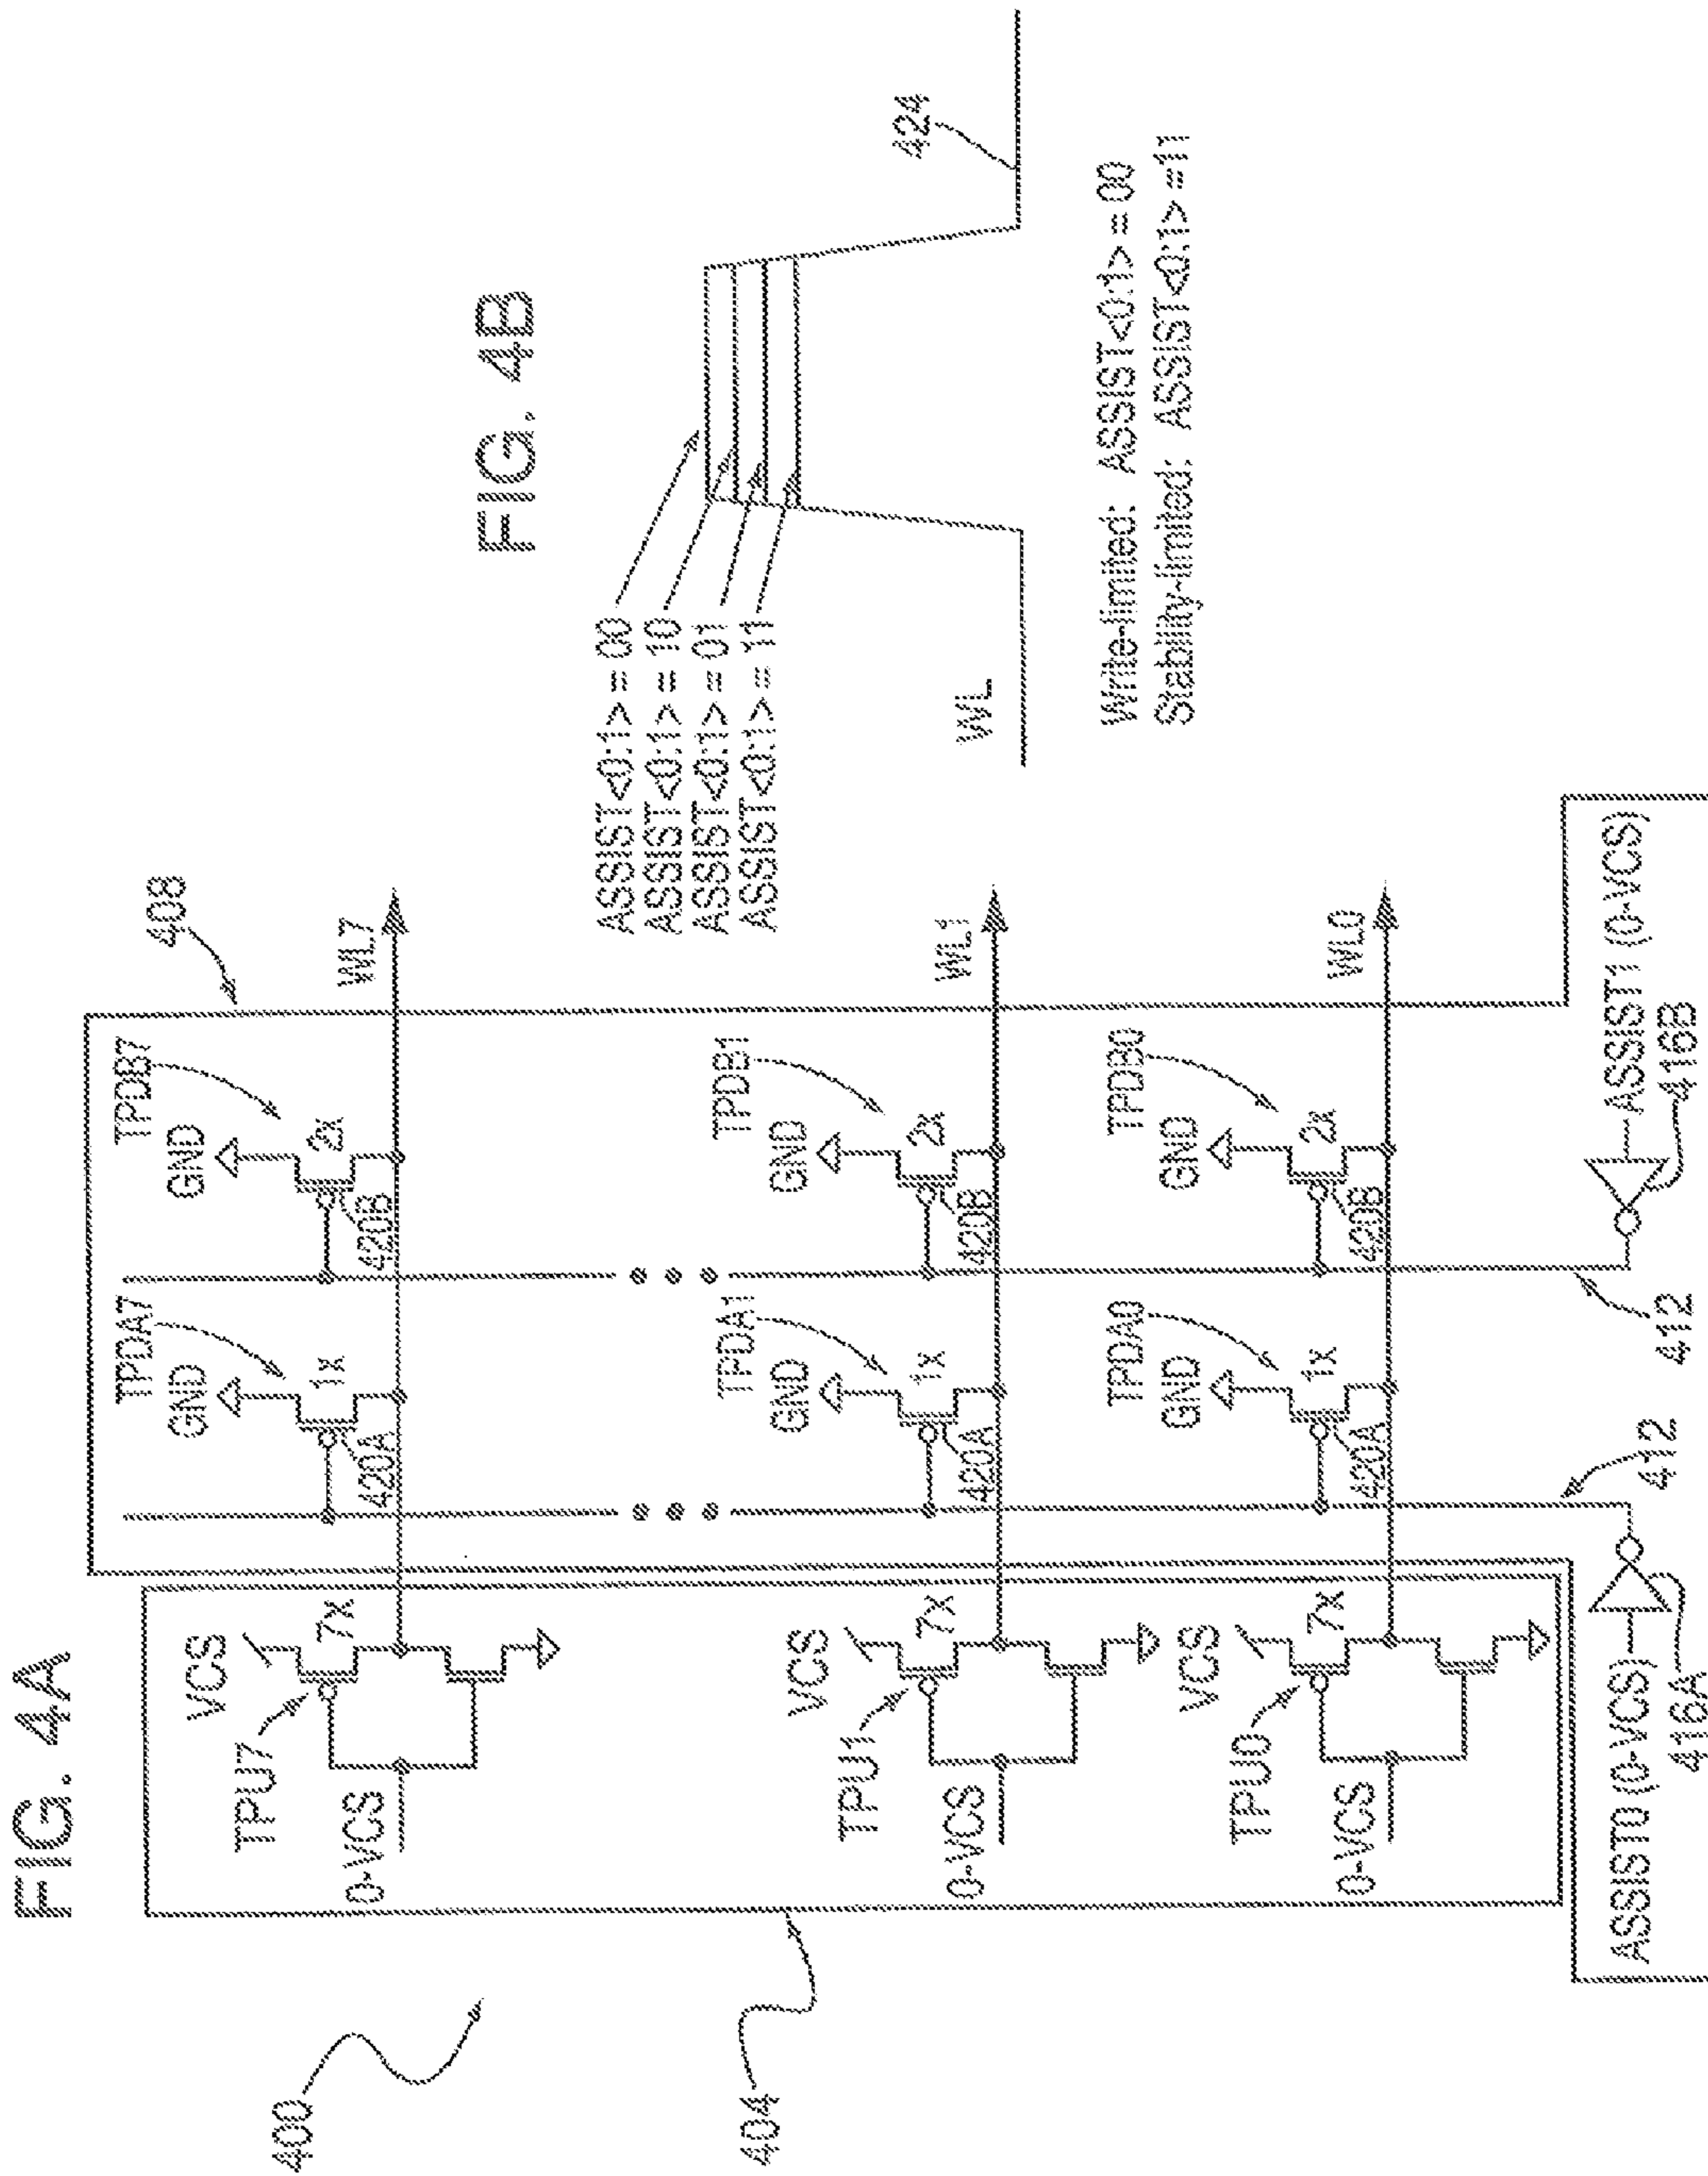 FIG. 4A
400
404
408
VCS
TPU7
7x
0-VCS
TPDA7
GND
1x
420A
TPDB7
GND
2x
420B
WL7
VCS
TPU1
7x
0-VCS
TPDA1
GND
1x
420A
TPDB1
GND
2x
420B
WL1
VCS
TPU0
7x
0-VCS
TPDA0
GND
1x
420A
TPDB0
GND
2x
420B
WL0
412
412
ASSIST0 (0-VCS)
416A
ASSIST1 (0-VCS)
416B
FIG. 4B
ASSIST<0:1> = 00
ASSIST<0:1> = 10
ASSIST<0:1> = 01
ASSIST<0:1> = 11
WL
424
Write-limited: ASSIST<0:1> = 00
Stability-limited: ASSIST<0:1> =11